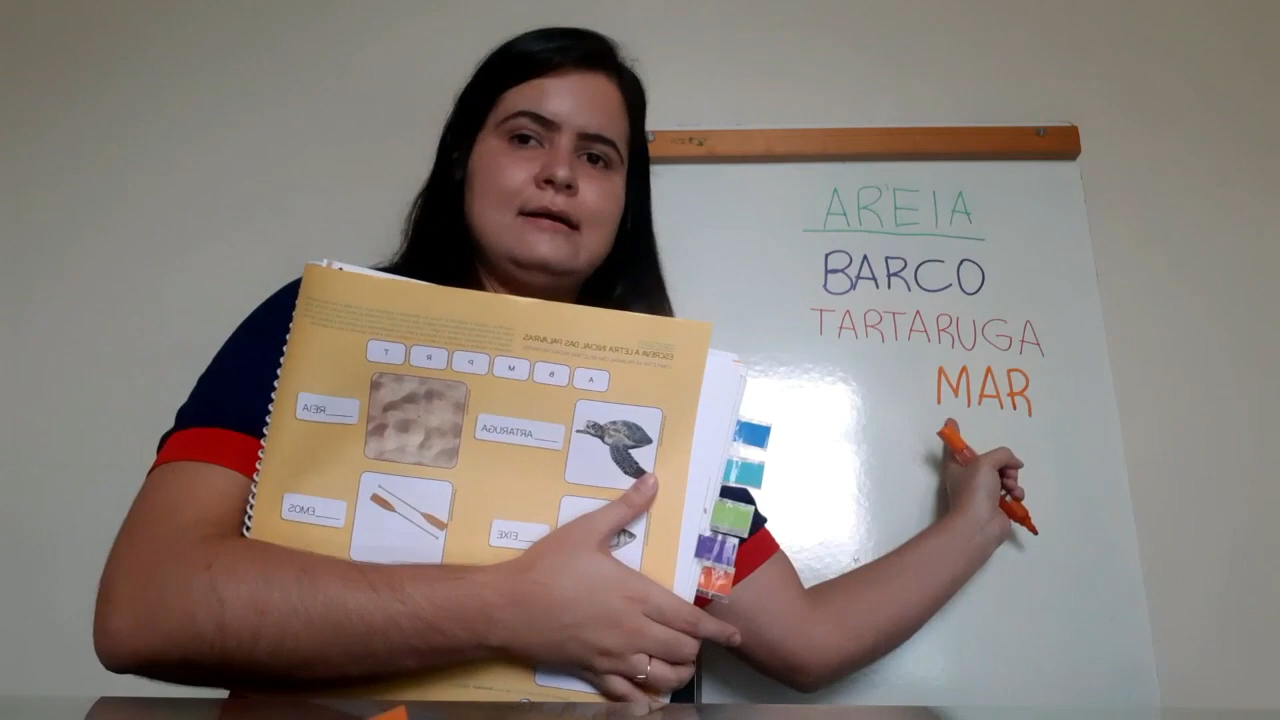 AREIA
BARCO
TARTARUGA
MAR
ESCREVA A LETRA INICIAL DAS PALAVRAS
A B M P R T
___ARTARUGA
___REIA
___EIXE
___EMOS